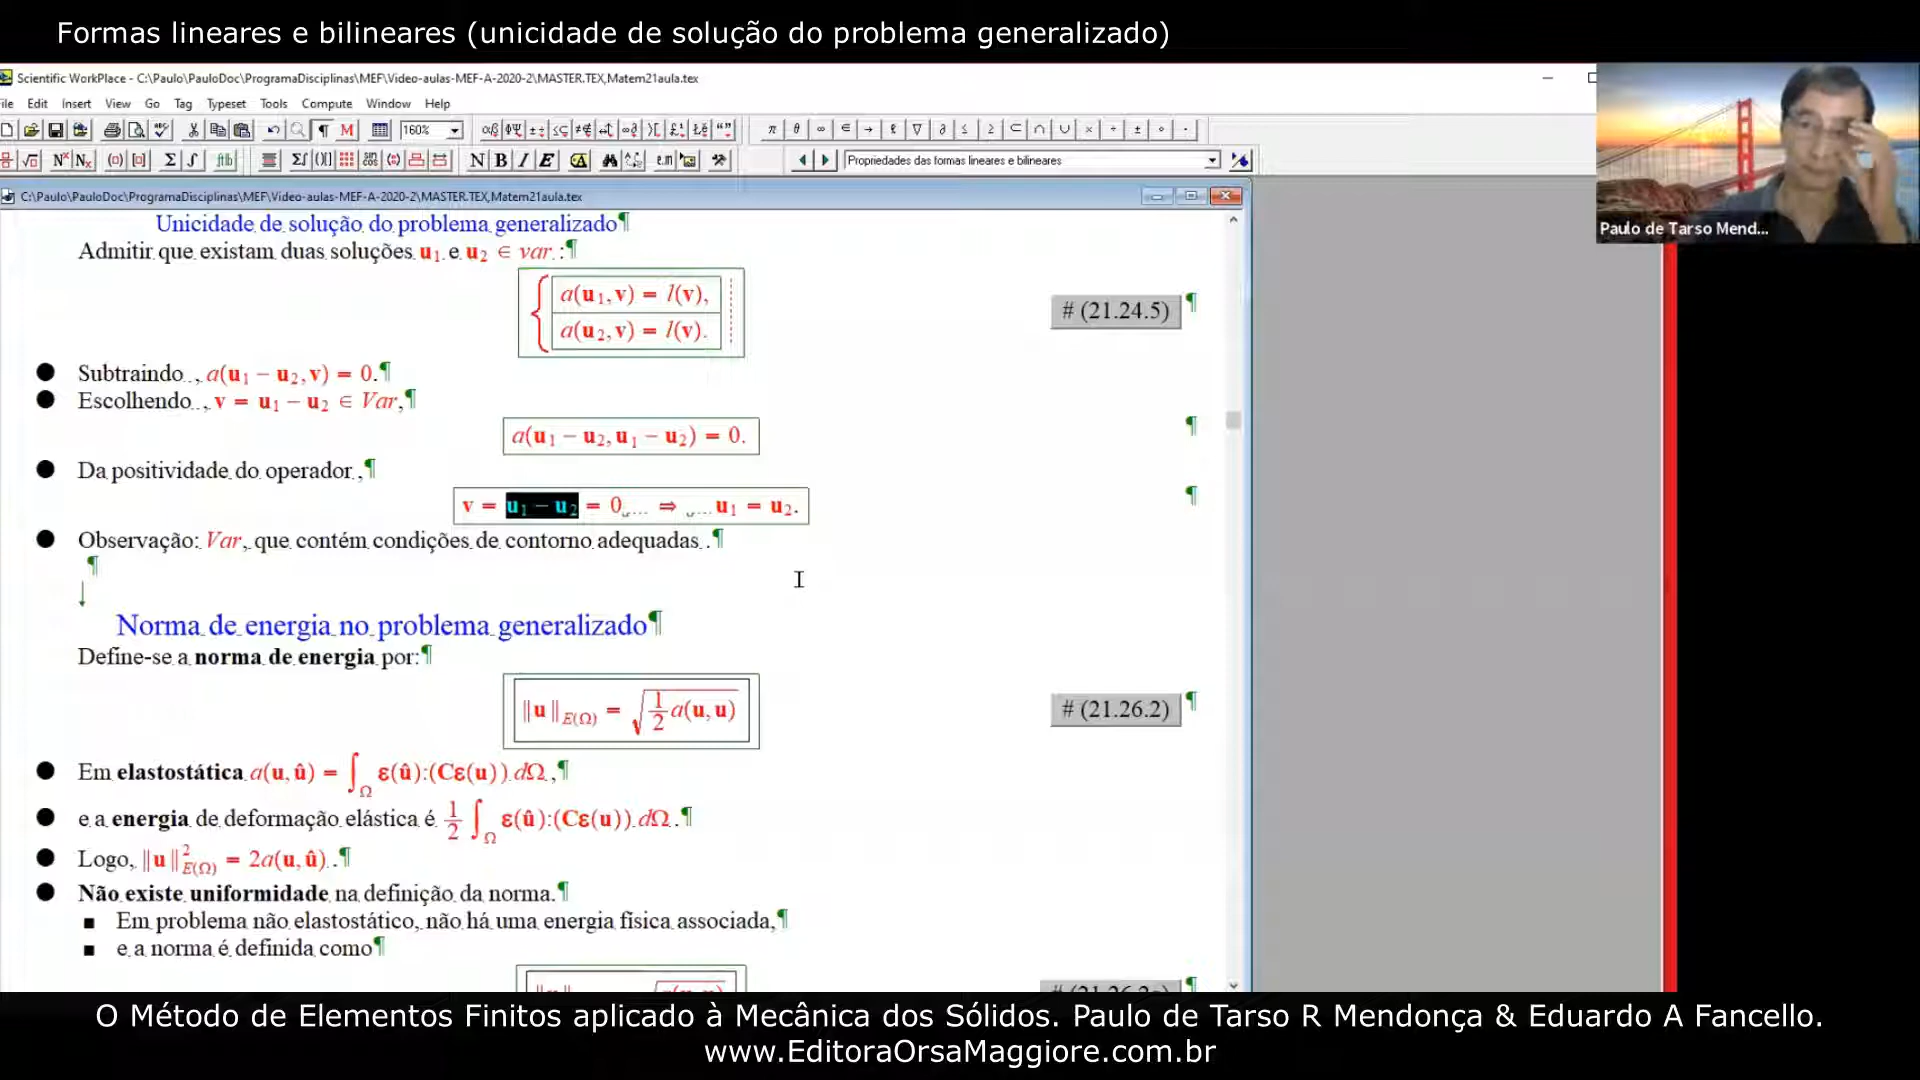 Formas lineares e bilineares (unicidade de solução do problema generalizado)
Scientific WorkPlace - C:\Paulo\PauloDoc\ProgramaDisciplinas\MEF\Video-aulas-MEF-A-2020-2\MASTER.TEX,Matem21aula.tex
ile Edit Insert View Go Tag Typeset Tools Compute Window Help
160%
N B I E
Propriedades das formas lineares e bilineares
C:\Paulo\PauloDoc\ProgramaDisciplinas\MEF\Video-aulas-MEF-A-2020-2\MASTER.TEX,Matem21aula.tex
Paulo de Tarso Mend...
Unicidade de solução do problema generalizado¶
Admitir que existam duas soluções u₁ e u₂ ∈ var :¶
a(u₁,v) = l(v),
a(u₂,v) = l(v).
# (21.24.5) ¶
● Subtraindo , a(u₁ − u₂,v) = 0.¶
● Escolhendo , v = u₁ − u₂ ∈ Var,¶
a(u₁ − u₂,u₁ − u₂) = 0. ¶
● Da positividade do operador ,¶
v = u₁ − u₂ = 0, ⇒ u₁ = u₂. ¶
● Observação: Var, que contém condições de contorno adequadas .¶
¶
Norma de energia no problema generalizado¶
Define-se a norma de energia por:¶
‖u‖_E(Ω) = √(½ a(u,u)) # (21.26.2) ¶
● Em elastostática a(u,û) = ∫_Ω ε(û):(Cε(u)) dΩ ,¶
● e a energia de deformação elástica é ½ ∫_Ω ε(û):(Cε(u)) dΩ .¶
● Logo, ‖u‖²_E(Ω) = 2a(u,û) .¶
● Não existe uniformidade na definição da norma.¶
■ Em problema não elastostático, não há uma energia física associada,¶
■ e a norma é definida como¶
O Método de Elementos Finitos aplicado à Mecânica dos Sólidos. Paulo de Tarso R Mendonça & Eduardo A Fancello.
www.EditoraOrsaMaggiore.com.br